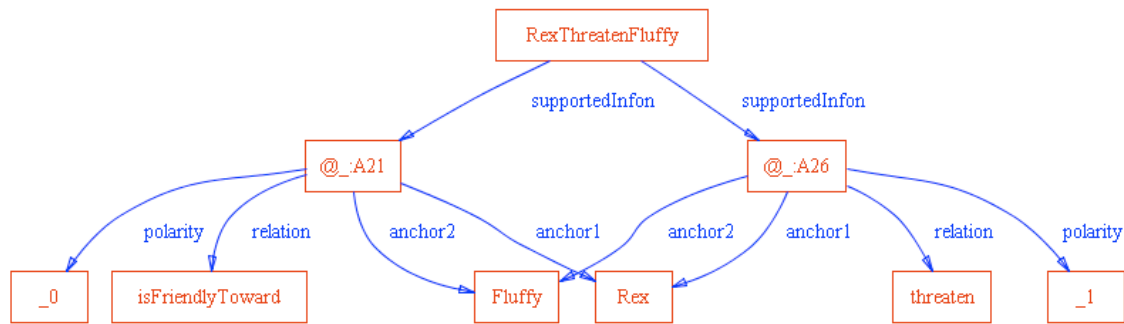 RexThreatenFluffy
supportedInfon supportedInfon
@_:A21 @_:A26
polarity relation anchor2 anchor1 anchor2 anchor1 relation polarity
_0 isFriendlyToward Fluffy Rex threaten _1